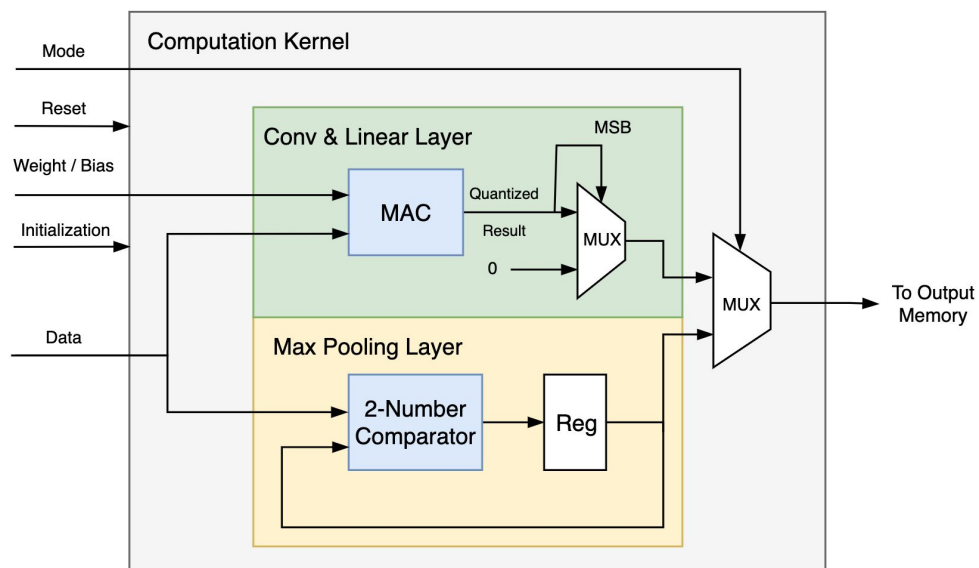 Computation Kernel
Mode
Reset
Weight / Bias
Initialization
Data
Conv & Linear Layer
MSB
MAC
Quantized
Result
0
MUX
MUX
To Output
Memory
Max Pooling Layer
2-Number
Comparator
Reg